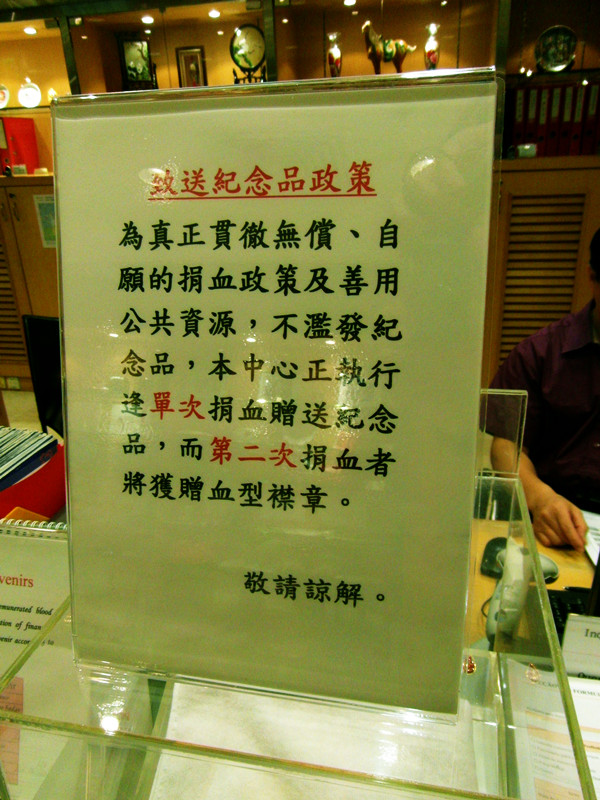 致送紀念品政策
為真正貫徹無償、自
願的捐血政策及善用
公共資源，不濫發紀
念品，本中心正執行
逢單次捐血贈送紀念
品，而第二次捐血者
將獲贈血型襟章。
敬請諒解。
venirs
emunerated blood
tion of finan
enir acco